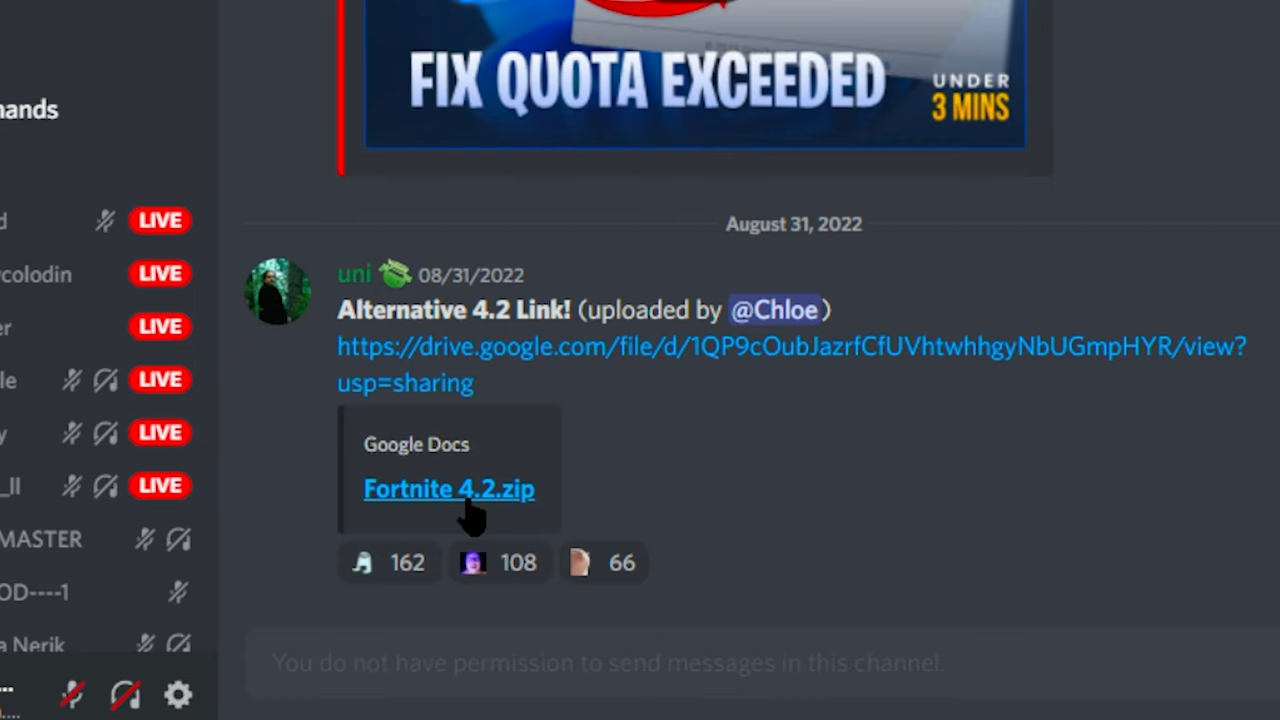 FIX QUOTA EXCEEDED
UNDER
3 MINS
hands
August 31, 2022
d LIVE
colodin LIVE
er LIVE
le LIVE
y LIVE
_ll LIVE
MASTER
OD----1
a Nerik
uni 08/31/2022
Alternative 4.2 Link! (uploaded by @Chloe)
https://drive.google.com/file/d/1QP9cOubJazrfCfUVhtwhhgyNbUGmpHYR/view?
usp=sharing
Google Docs
Fortnite 4.2.zip
162 108 66
You do not have permission to send messages in this channel.